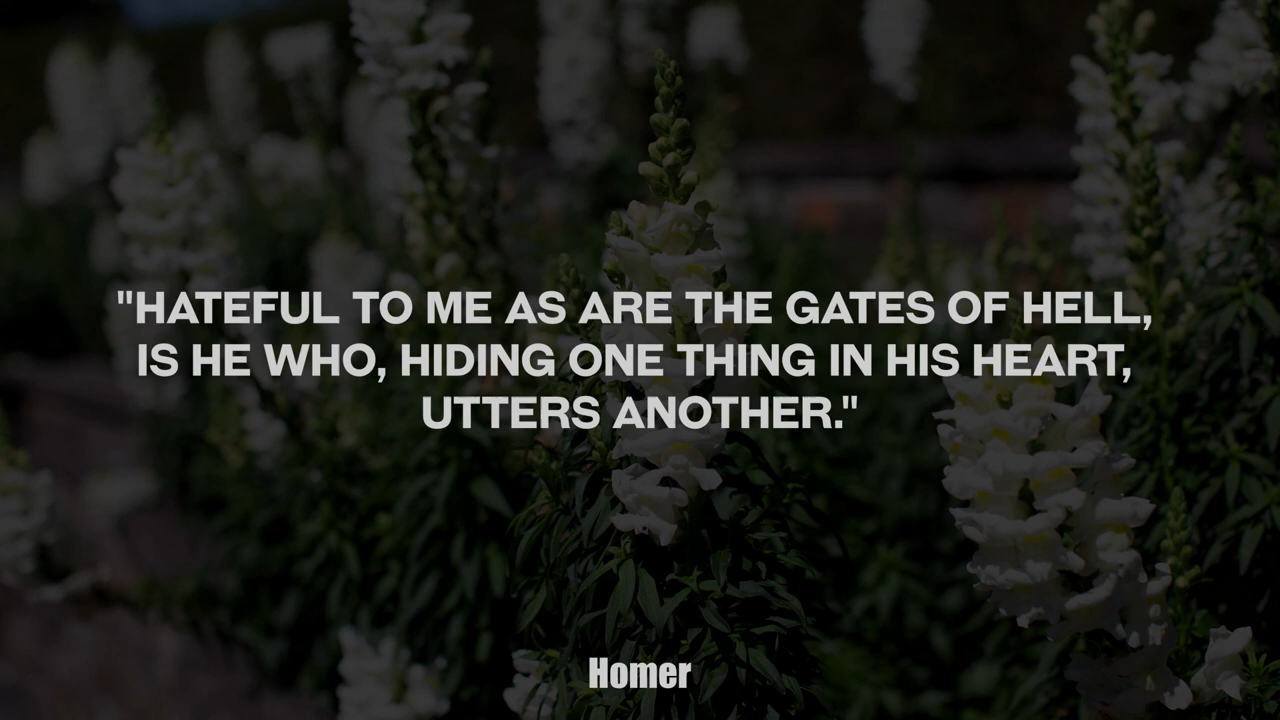 "HATEFUL TO ME AS ARE THE GATES OF HELL,
IS HE WHO, HIDING ONE THING IN HIS HEART,
UTTERS ANOTHER."
Homer